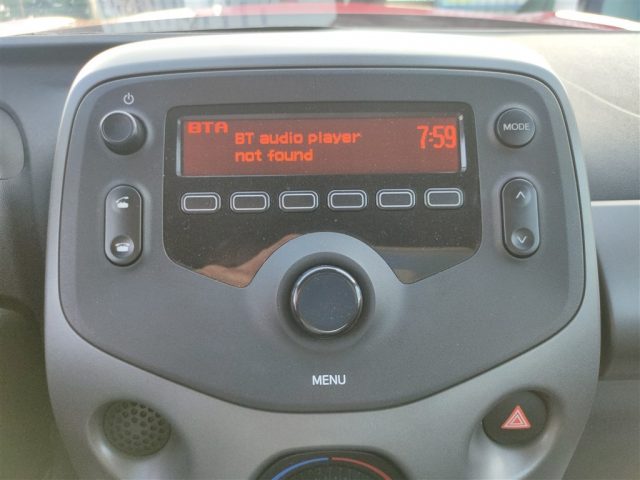 BTA
BT audio player
7:59
not found
MODE
MENU